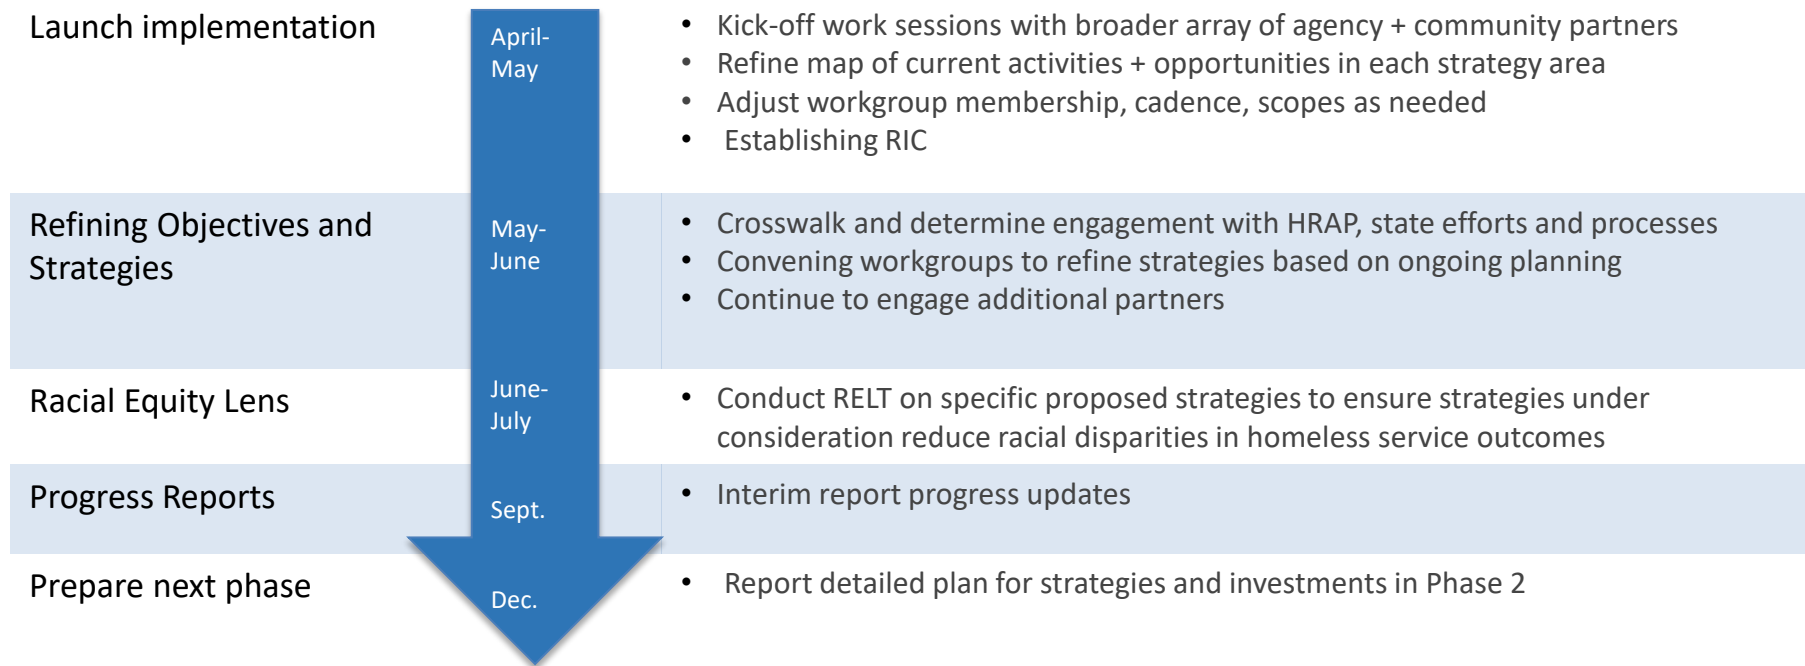 Launch implementation
April-
May
• Kick-off work sessions with broader array of agency + community partners
• Refine map of current activities + opportunities in each strategy area
• Adjust workgroup membership, cadence, scopes as needed
• Establishing RIC
Refining Objectives and
Strategies
May-
June
• Crosswalk and determine engagement with HRAP, state efforts and processes
• Convening workgroups to refine strategies based on ongoing planning
• Continue to engage additional partners
Racial Equity Lens
June-
July
• Conduct RELT on specific proposed strategies to ensure strategies under
consideration reduce racial disparities in homeless service outcomes
Progress Reports
Sept.
• Interim report progress updates
Prepare next phase
Dec.
• Report detailed plan for strategies and investments in Phase 2